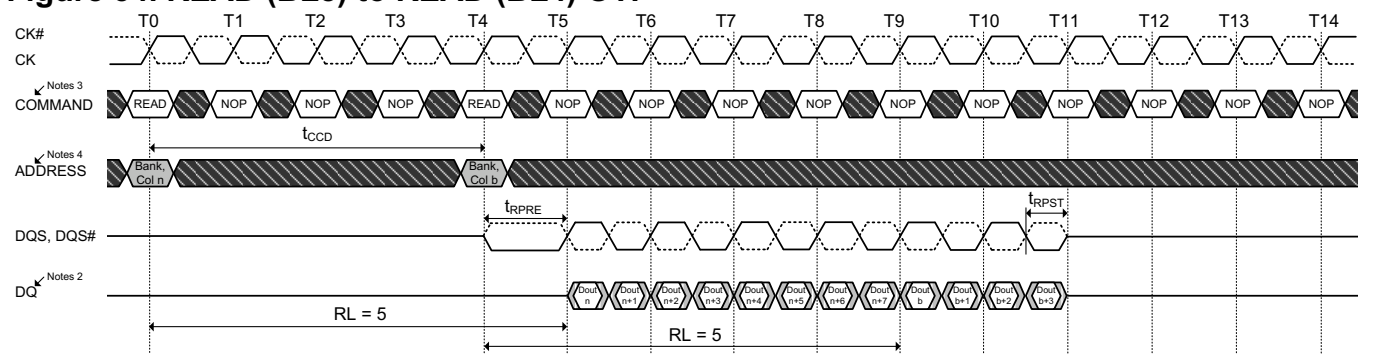 T0 T1 T2 T3 T4 T5 T6 T7 T8 T9 T10 T11 T12 T13 T14
CK#
CK
Notes 3
COMMAND READ NOP NOP NOP READ NOP NOP NOP NOP NOP NOP NOP NOP NOP NOP
tCCD
Notes 4
ADDRESS Bank, Col n Bank, Col b
tRPRE tRPST
DQS, DQS#
Notes 2
DQ Dout n Dout n+1 Dout n+2 Dout n+3 Dout n+4 Dout n+5 Dout n+6 Dout n+7 Dout b Dout b+1 Dout b+2 Dout b+3
RL = 5
RL = 5